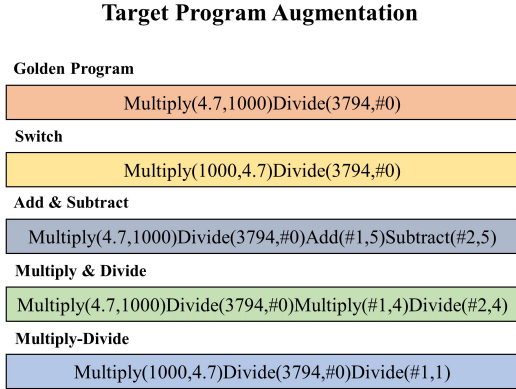 Target Program Augmentation
Golden Program
Multiply(4.7,1000)Divide(3794,#0)
Switch
Multiply(1000,4.7)Divide(3794,#0)
Add & Subtract
Multiply(4.7,1000)Divide(3794,#0)Add(#1,5)Subtract(#2,5)
Multiply & Divide
Multiply(4.7,1000)Divide(3794,#0)Multiply(#1,4)Divide(#2,4)
Multiply-Divide
Multiply(1000,4.7)Divide(3794,#0)Divide(#1,1)